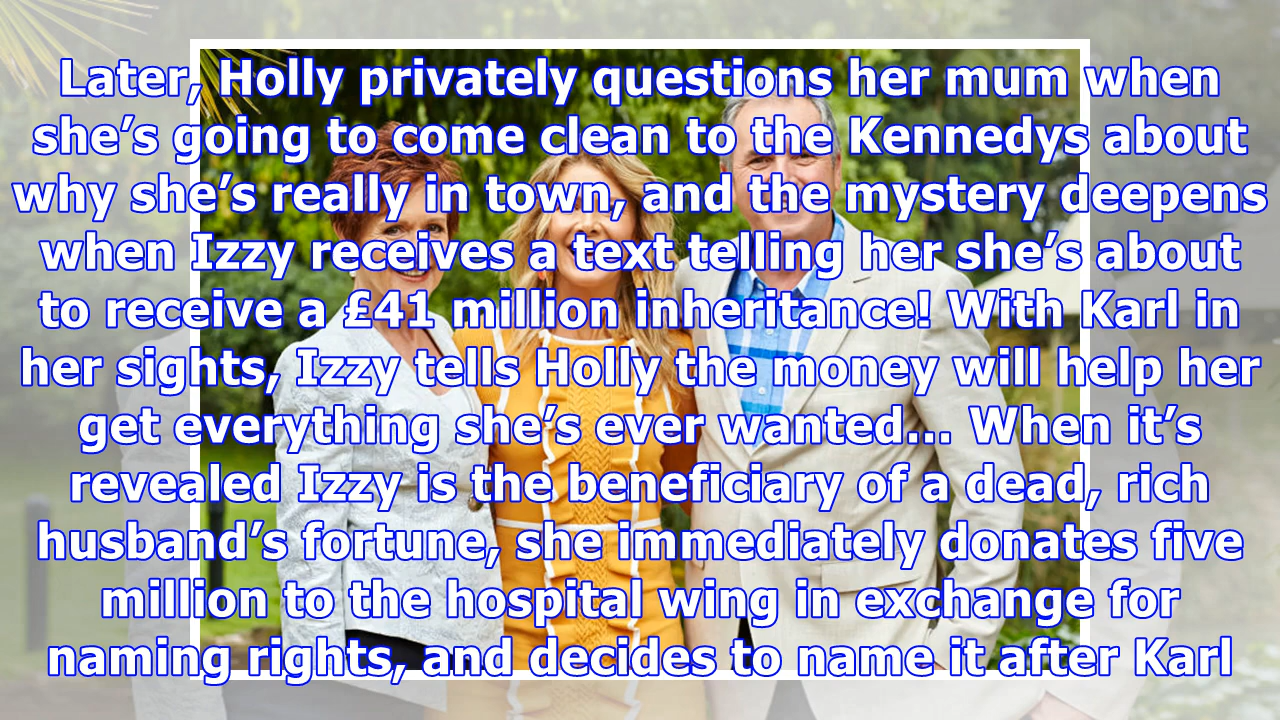 Later, Holly privately questions her mum when
she’s going to come clean to the Kennedys about
why she’s really in town, and the mystery deepens
when Izzy receives a text telling her she’s about
to receive a £41 million inheritance! With Karl in
her sights, Izzy tells Holly the money will help her
get everything she’s ever wanted... When it’s
revealed Izzy is the beneficiary of a dead, rich
husband’s fortune, she immediately donates five
million to the hospital wing in exchange for
naming rights, and decides to name it after Karl